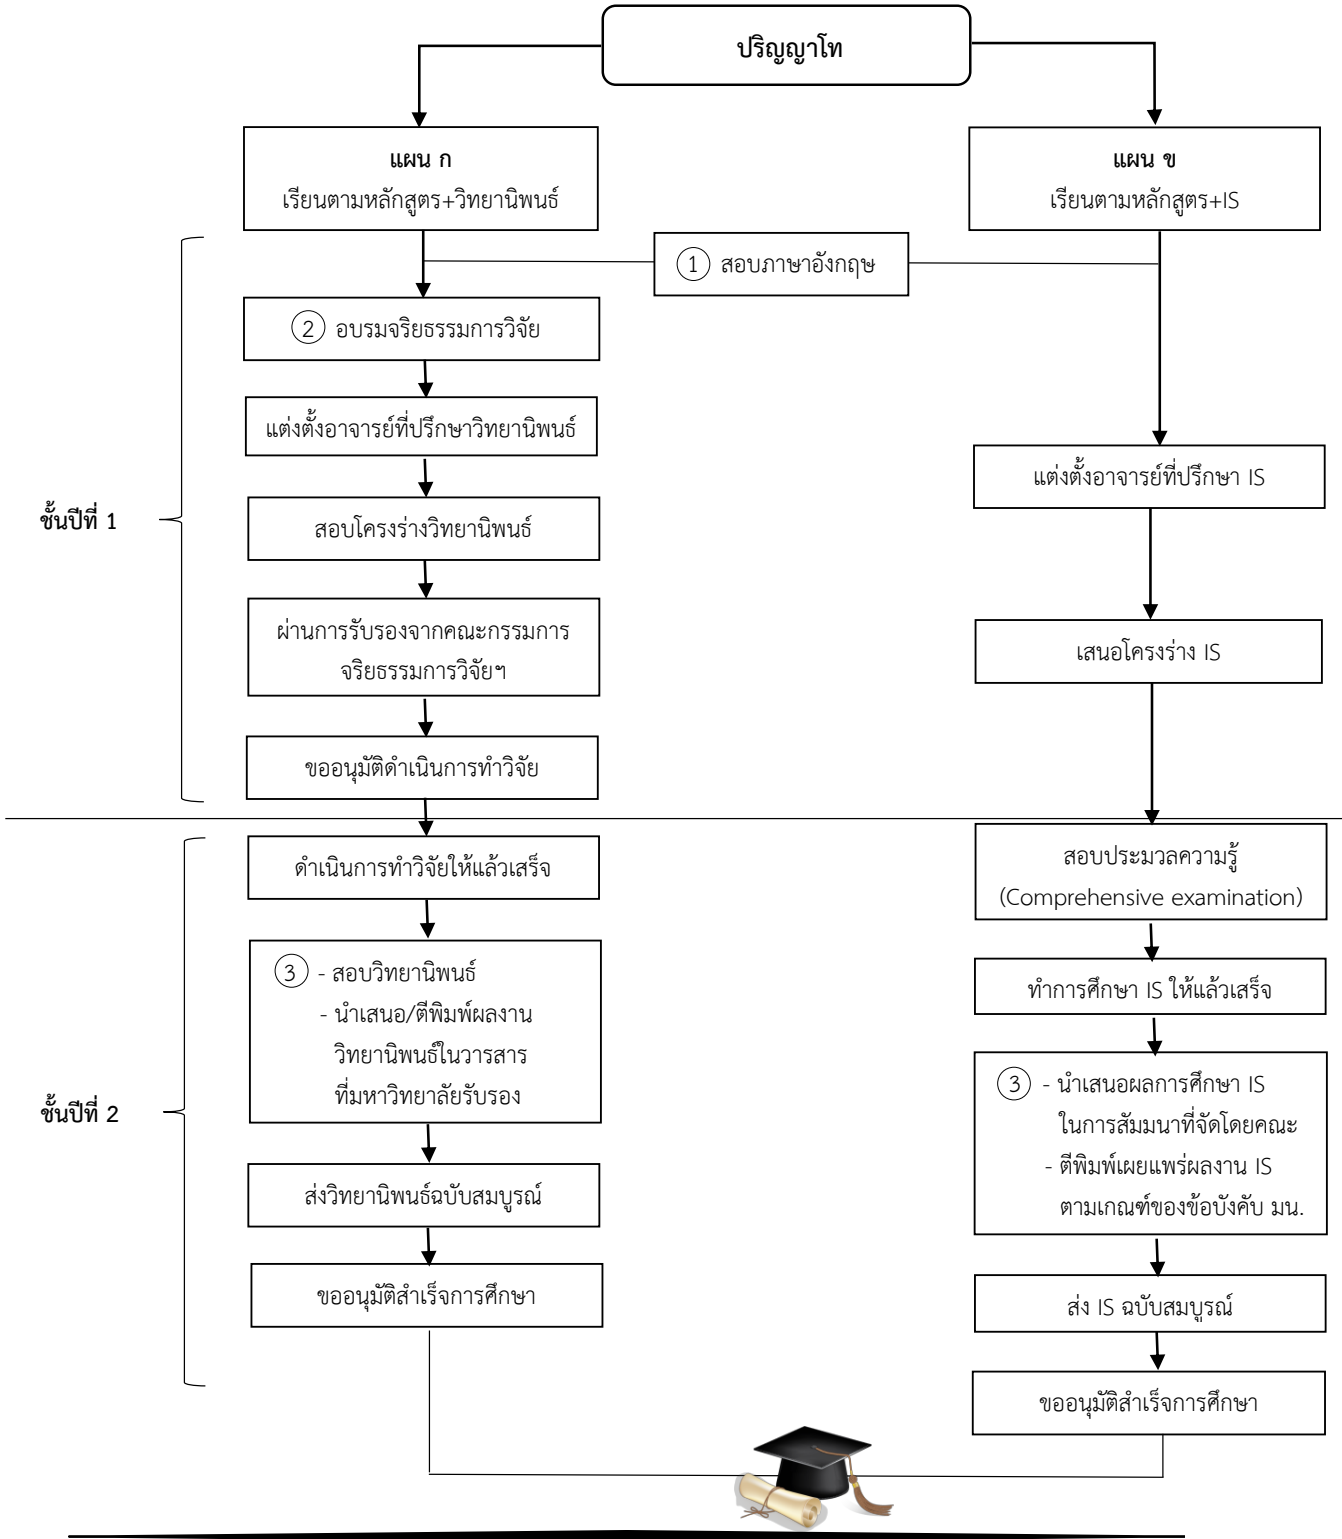 ปริญญาโท
แผน ก
เรียนตามหลักสูตร+วิทยานิพนธ์
แผน ข
เรียนตามหลักสูตร+IS
1 สอบภาษาอังกฤษ
ชั้นปีที่ 1
2 อบรมจริยธรรมการวิจัย
แต่งตั้งอาจารย์ที่ปรึกษาวิทยานิพนธ์
สอบโครงร่างวิทยานิพนธ์
ผ่านการรับรองจากคณะกรรมการ
จริยธรรมการวิจัยฯ
ขออนุมัติดำเนินการทำวิจัย
แต่งตั้งอาจารย์ที่ปรึกษา IS
เสนอโครงร่าง IS
ชั้นปีที่ 2
ดำเนินการทำวิจัยให้แล้วเสร็จ
3 - สอบวิทยานิพนธ์
- นำเสนอ/ตีพิมพ์ผลงาน
วิทยานิพนธ์ในวารสาร
ที่มหาวิทยาลัยรับรอง
ส่งวิทยานิพนธ์ฉบับสมบูรณ์
ขออนุมัติสำเร็จการศึกษา
สอบประมวลความรู้
(Comprehensive examination)
ทำการศึกษา IS ให้แล้วเสร็จ
3 - นำเสนอผลการศึกษา IS
ในการสัมมนาที่จัดโดยคณะ
- ตีพิมพ์เผยแพร่ผลงาน IS
ตามเกณฑ์ของข้อบังคับ มน.
ส่ง IS ฉบับสมบูรณ์
ขออนุมัติสำเร็จการศึกษา